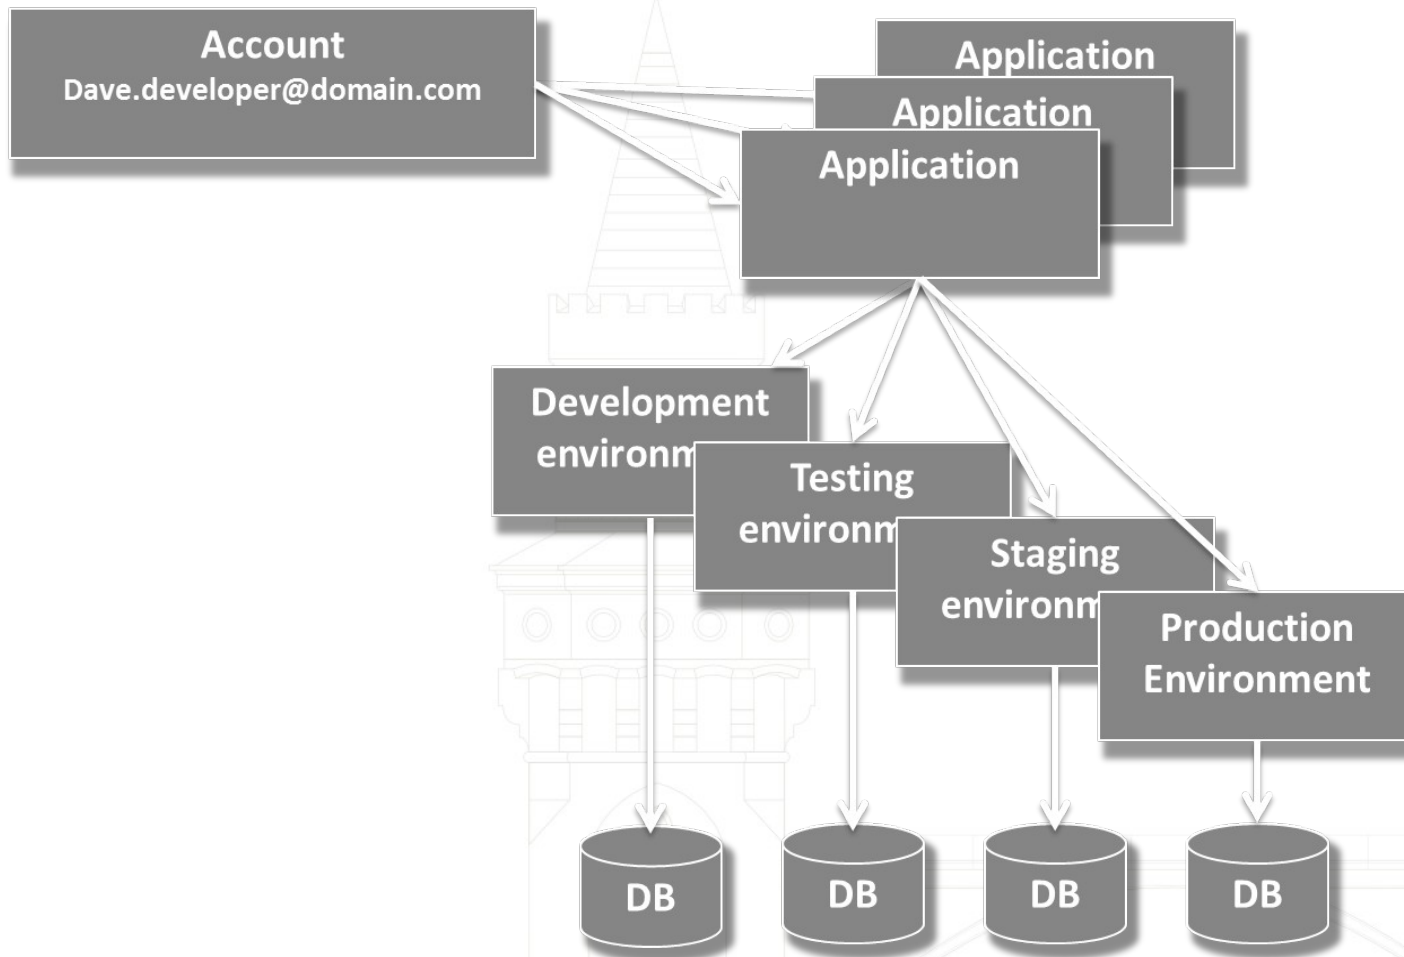 Account
Dave.developer@domain.com
Application
Application
Application
Development
environm
Testing
environm
Staging
environm
Production
Environment
DB
DB
DB
DB